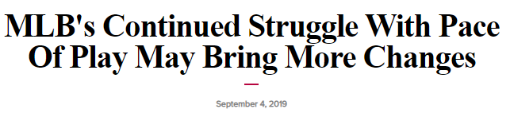 MLB's Continued Struggle With Pace
Of Play May Bring More Changes
September 4, 2019